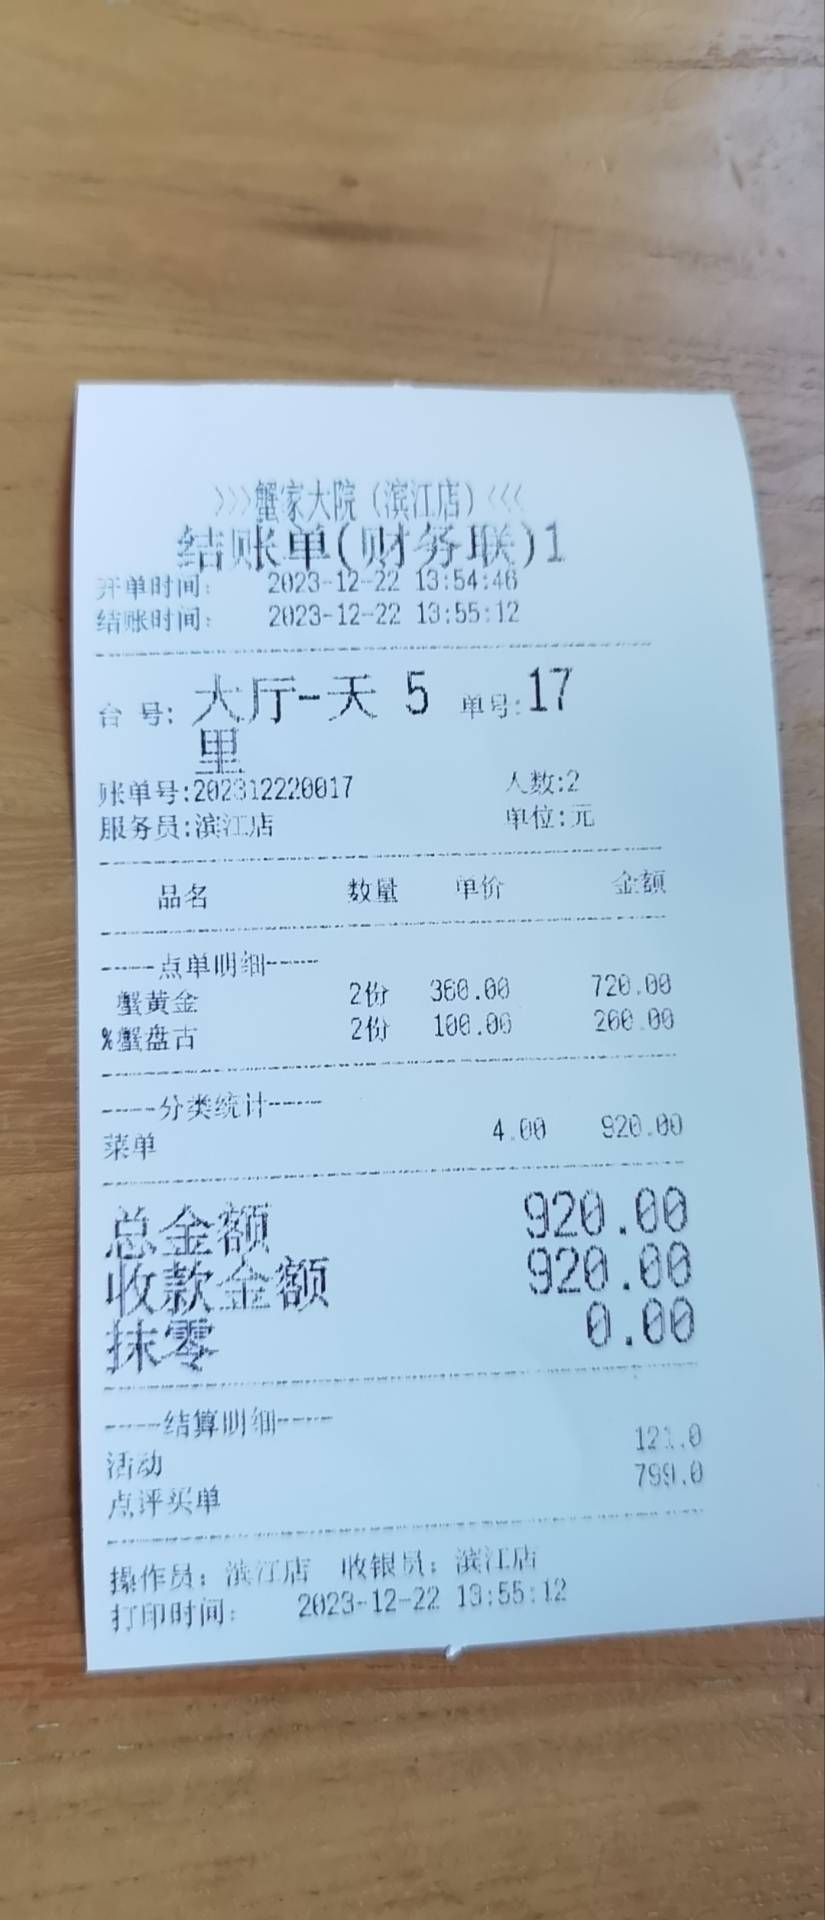 >>>蟹家大院（滨江店）<<<
结账单(财务联)1
开单时间： 2023-12-22 13:54:46
结账时间： 2023-12-22 13:55:12
台 号: 大厅-天 5 单号:17
里
账单号:202312220017 人数:2
服务员:滨江店 单位:元
品名 数量 单价 金额
-----点单明细-----
蟹黄金 2份 360.00 720.00
%蟹盘古 2份 100.00 200.00
-----分类统计-----
菜单 4.00 920.00
总金额 920.00
收款金额 920.00
抹零 0.00
-----结算明细-----
活动 121.0
点评买单 799.0
操作员：滨江店 收银员：滨江店
打印时间： 2023-12-22 13:55:12